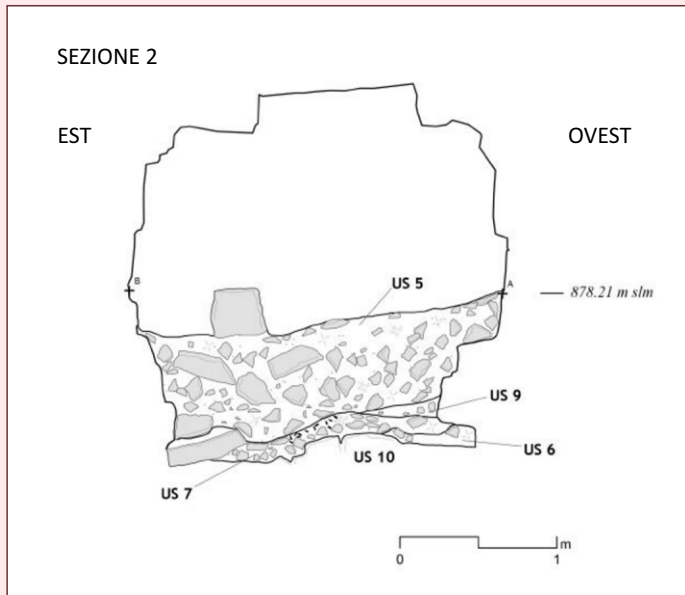 SEZIONE 2
EST
OVEST
B
US 5
A
878.21 m slm
US 9
US 6
US 10
US 7
m
0
1